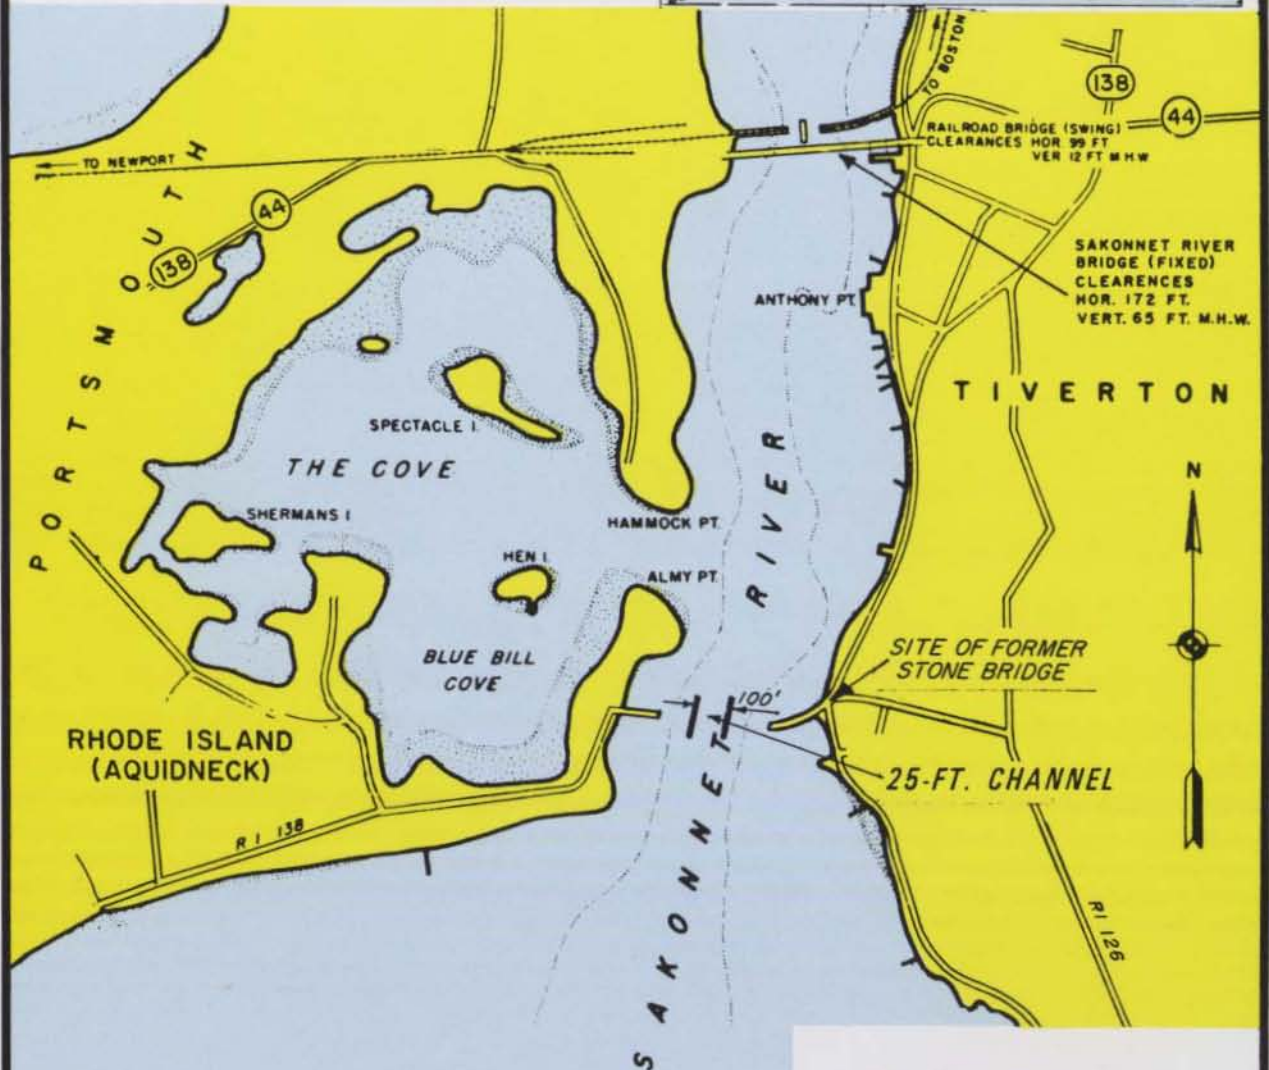 TO BOSTON
138
44
RAILROAD BRIDGE (SWING)
CLEARANCES HOR 99 FT
VER 12 FT M H W
TO NEWPORT
44
138
PORTSMOUTH
SAKONNET RIVER
BRIDGE (FIXED)
CLEARENCES
HOR. 172 FT.
VERT. 65 FT. M.H.W.
ANTHONY PT.
TIVERTON
SPECTACLE I.
THE COVE
N
SHERMANS I
HAMMOCK PT.
HEN I.
ALMY PT.
SAKONNET RIVER
SITE OF FORMER
STONE BRIDGE
BLUE BILL
COVE
100'
RHODE ISLAND
(AQUIDNECK)
25-FT. CHANNEL
R I 138
RI 126